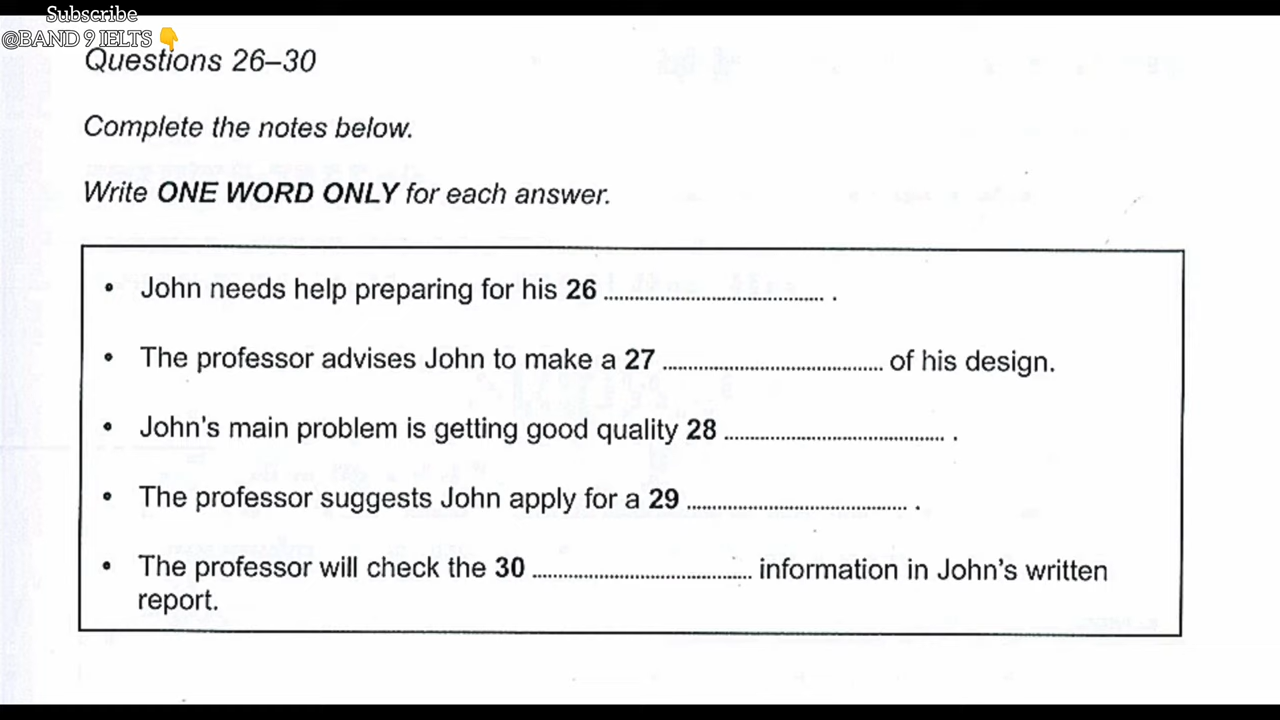 Subscribe
@BAND 9 IELTS 👇
Questions 26–30
Complete the notes below.
Write ONE WORD ONLY for each answer.
• John needs help preparing for his 26 ........................................ .
• The professor advises John to make a 27 ........................................ of his design.
• John's main problem is getting good quality 28 ........................................ .
• The professor suggests John apply for a 29 ........................................ .
• The professor will check the 30 ........................................ information in John's written
report.